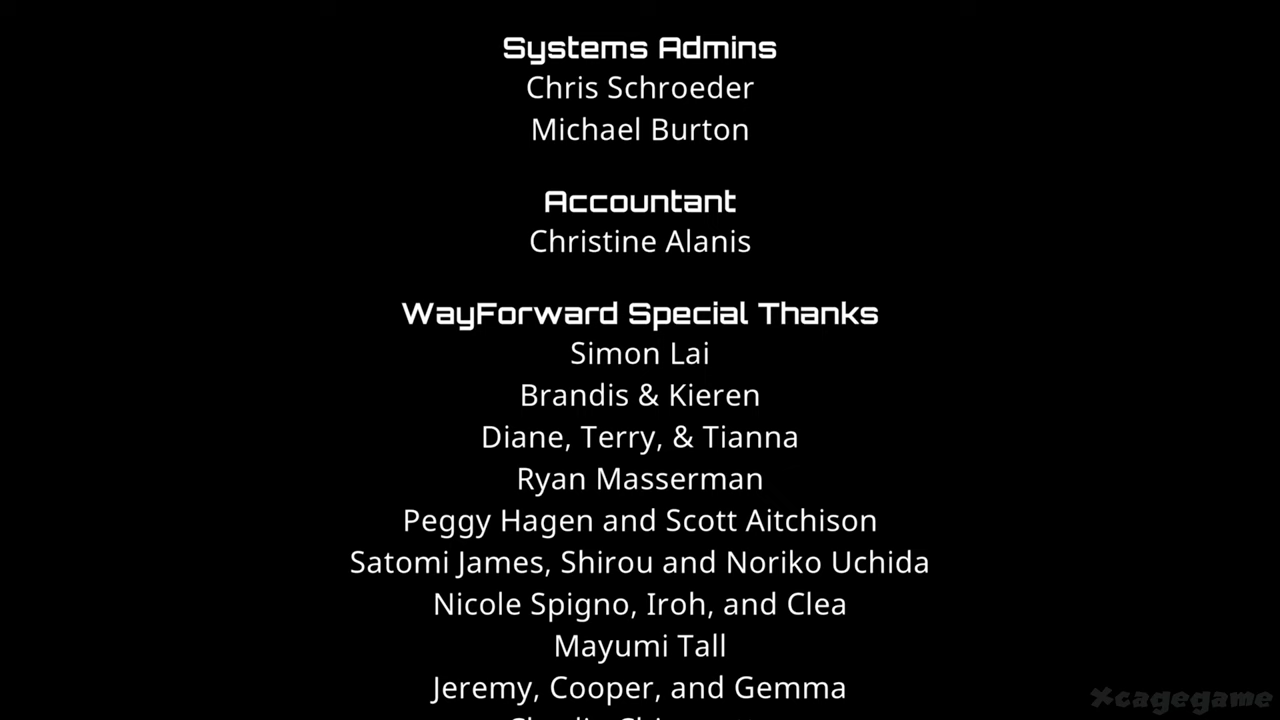 Systems Admins
Chris Schroeder
Michael Burton
Accountant
Christine Alanis
WayForward Special Thanks
Simon Lai
Brandis & Kieren
Diane, Terry, & Tianna
Ryan Masserman
Peggy Hagen and Scott Aitchison
Satomi James, Shirou and Noriko Uchida
Nicole Spigno, Iroh, and Clea
Mayumi Tall
Jeremy, Cooper, and Gemma
Xcagegame